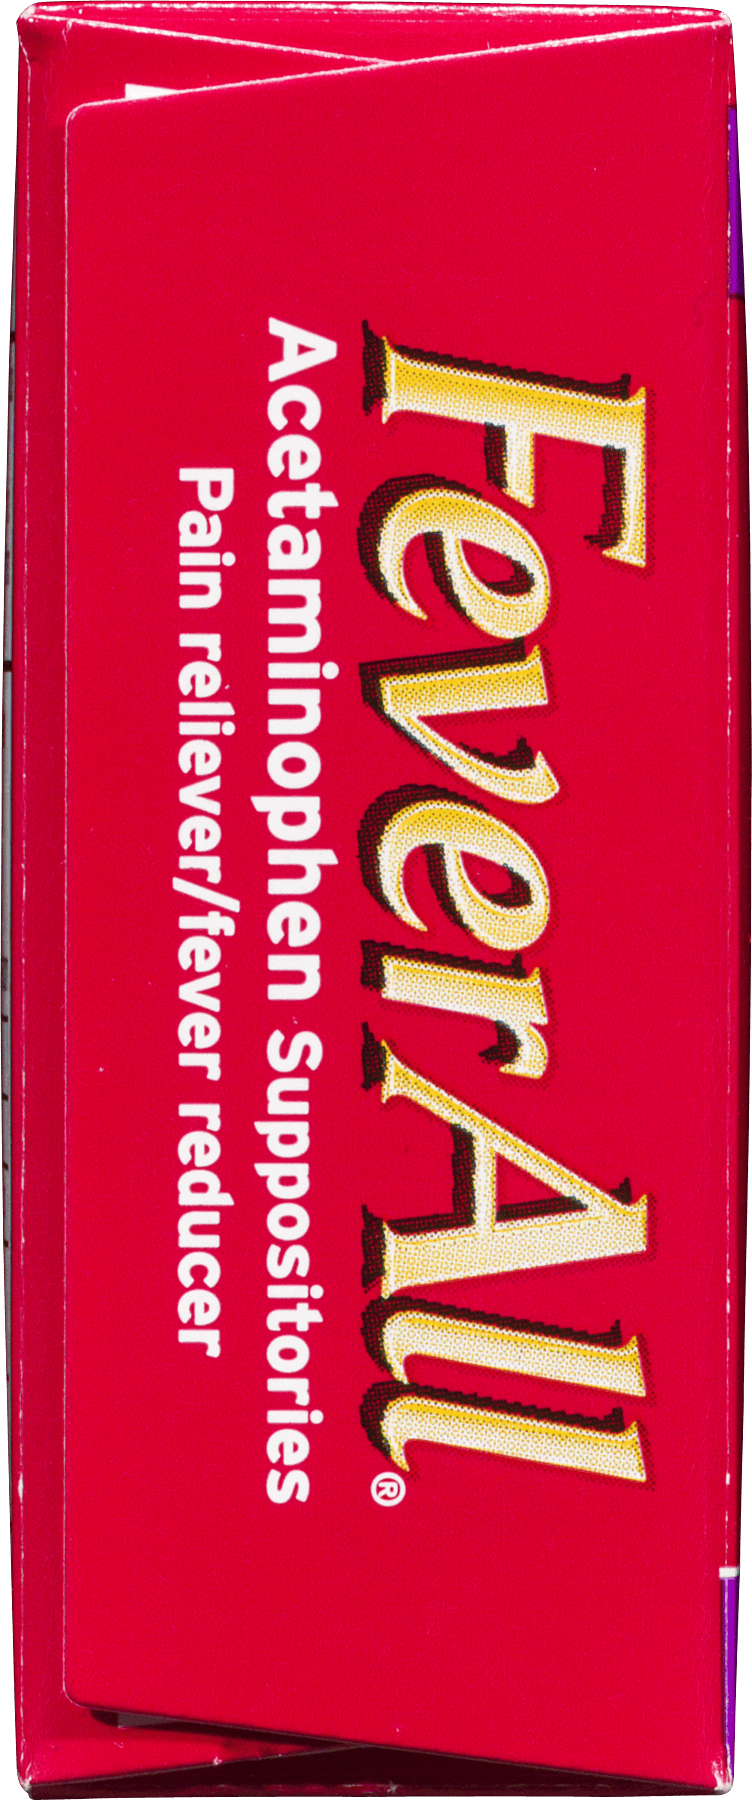 FeverAll®
Acetaminophen Suppositories
Pain reliever/fever reducer